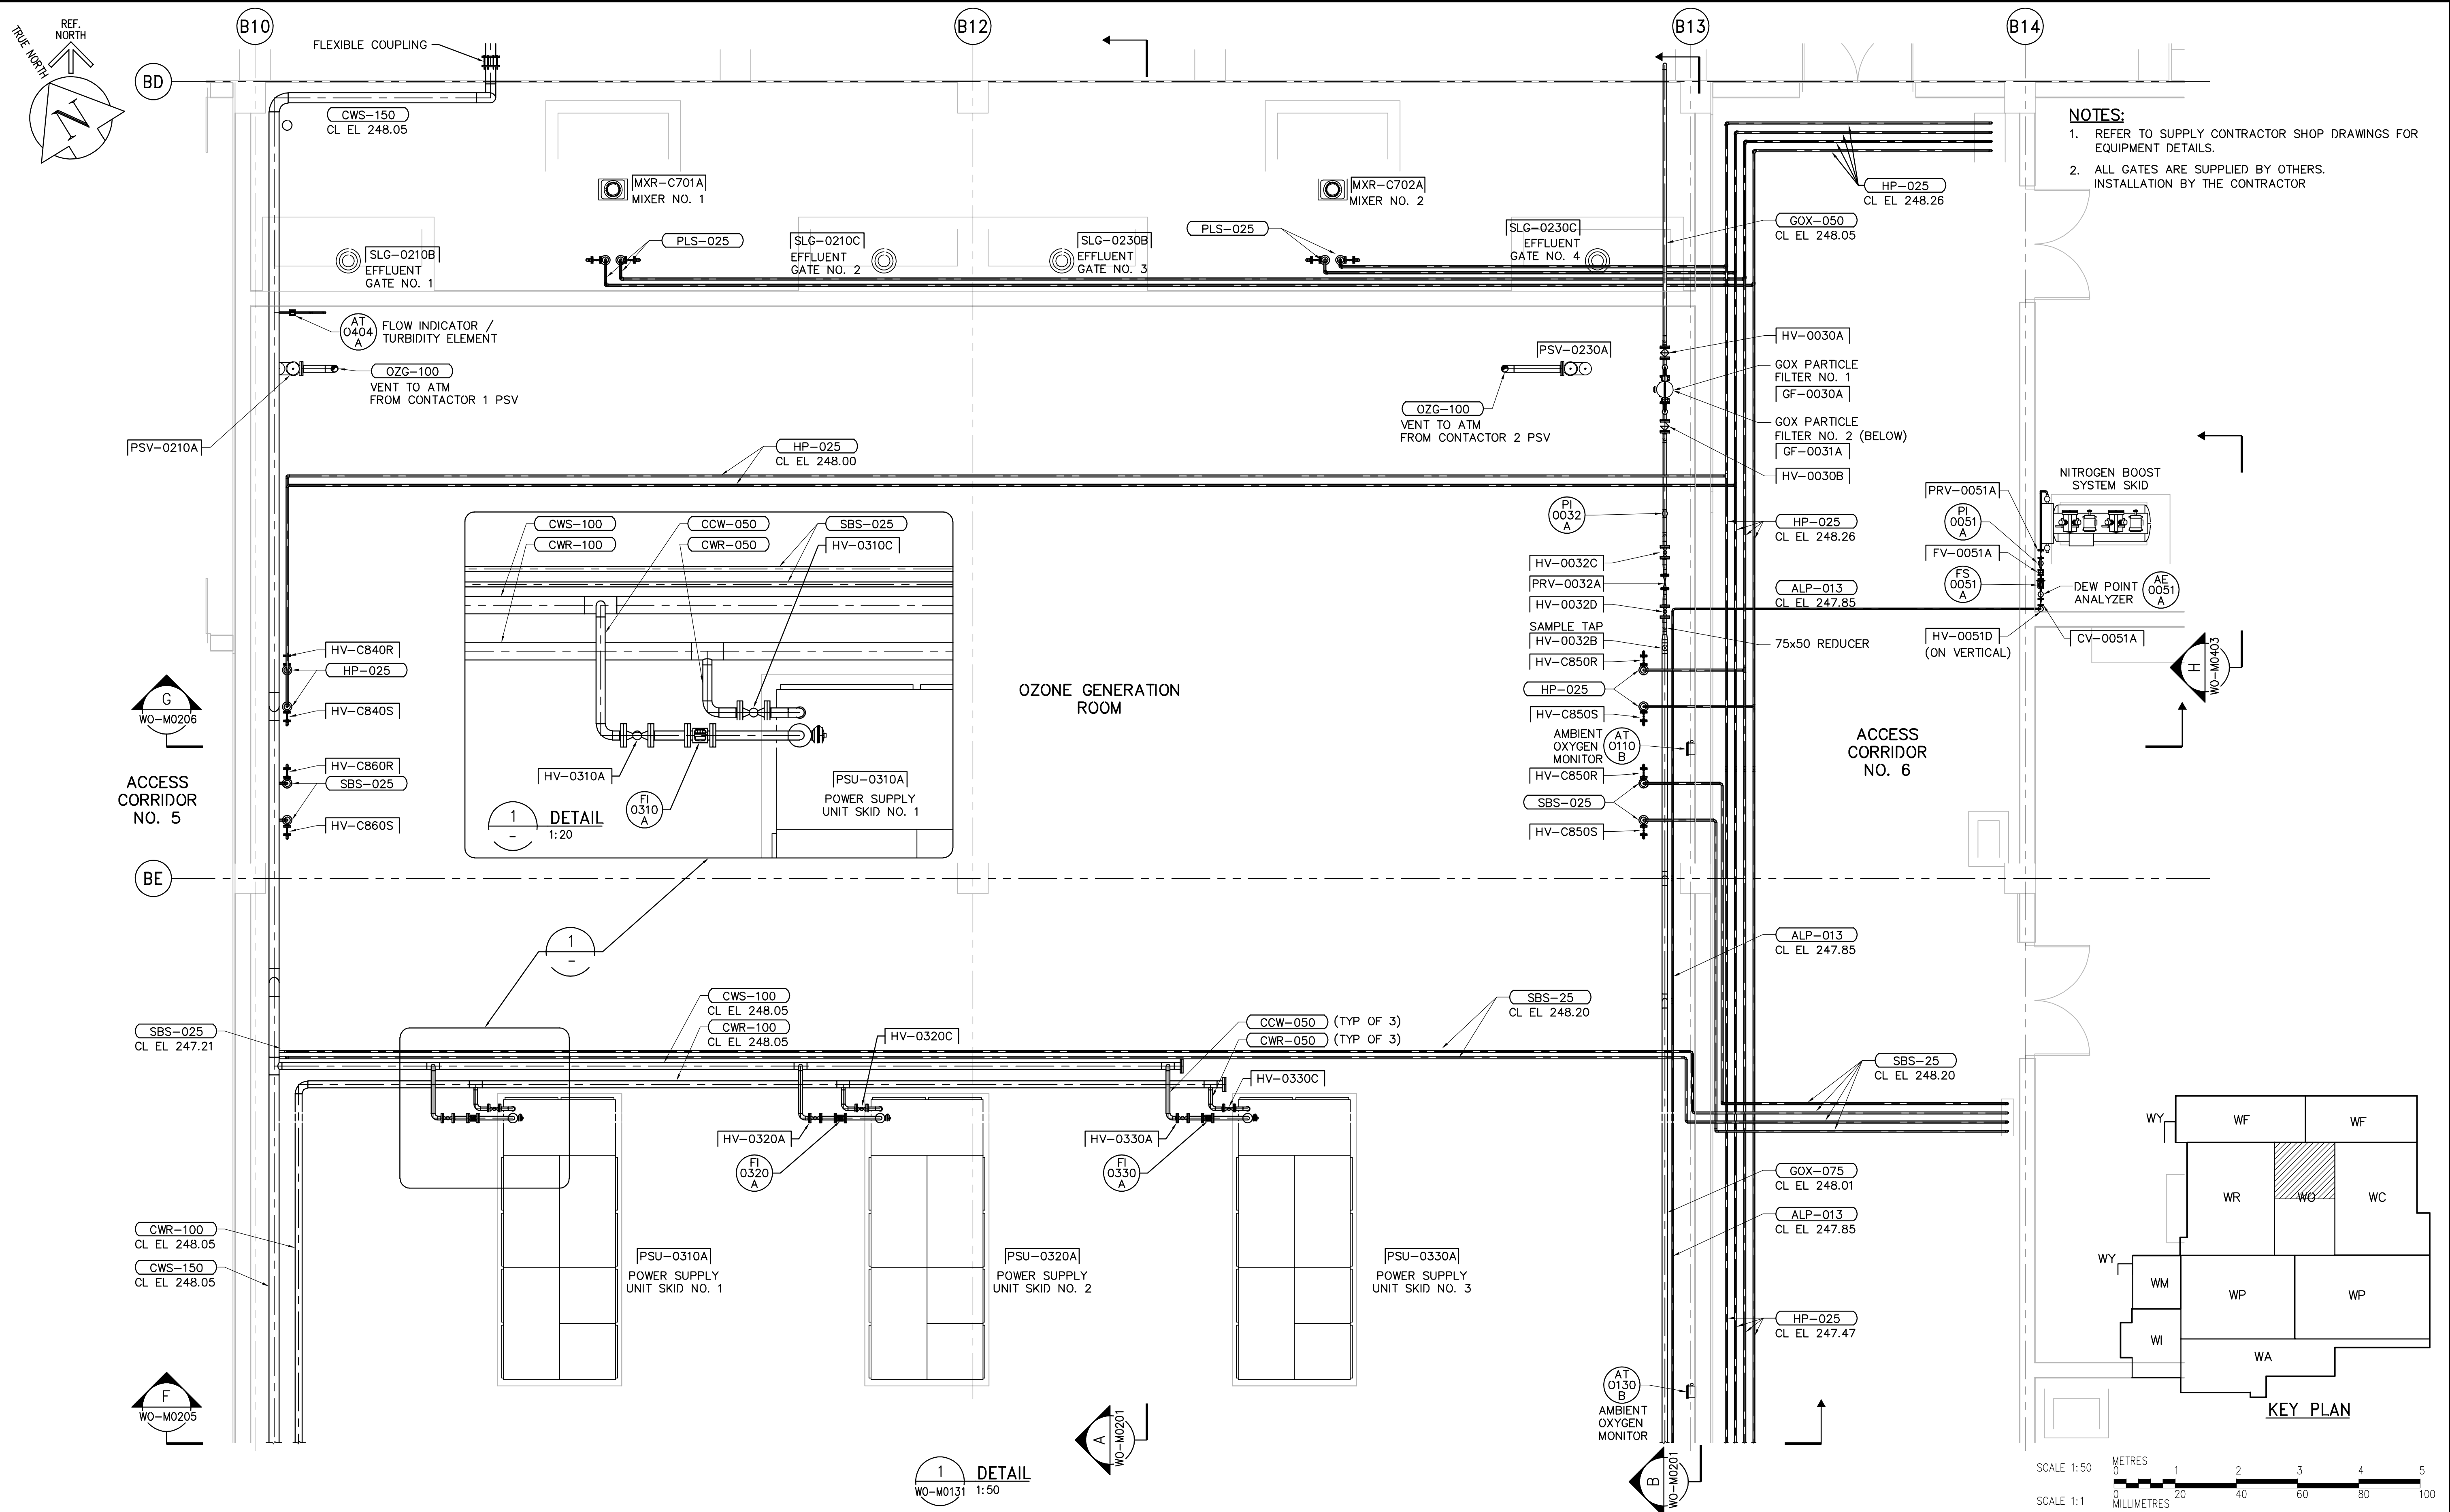 REF.
NORTH
TRUE NORTH
N
B10
B12
B13
B14
BD
BE
FLEXIBLE COUPLING
CWS-150
CL EL 248.05
MXR-C701A
MIXER NO. 1
MXR-C702A
MIXER NO. 2
NOTES:
1. REFER TO SUPPLY CONTRACTOR SHOP DRAWINGS FOR
EQUIPMENT DETAILS.
2. ALL GATES ARE SUPPLIED BY OTHERS.
INSTALLATION BY THE CONTRACTOR
HP-025
CL EL 248.26
GOX-050
CL EL 248.05
SLG-0210B
EFFLUENT
GATE NO. 1
PLS-025
SLG-0210C
EFFLUENT
GATE NO. 2
SLG-0230B
EFFLUENT
GATE NO. 3
PLS-025
SLG-0230C
EFFLUENT
GATE NO. 4
AT
0404
A
FLOW INDICATOR /
TURBIDITY ELEMENT
OZG-100
VENT TO ATM
FROM CONTACTOR 1 PSV
PSV-0210A
PSV-0230A
OZG-100
VENT TO ATM
FROM CONTACTOR 2 PSV
HV-0030A
GOX PARTICLE
FILTER NO. 1
GF-0030A
GOX PARTICLE
FILTER NO. 2 (BELOW)
GF-0031A
HV-0030B
HP-025
CL EL 248.00
CWS-100
CWR-100
CCW-050
CWR-050
SBS-025
HV-0310C
HV-0310A
FI
0310
A
PSU-0310A
POWER SUPPLY
UNIT SKID NO. 1
1
-
DETAIL
1:20
OZONE GENERATION
ROOM
PI
0032
A
HV-0032C
PRV-0032A
HV-0032D
SAMPLE TAP
HV-0032B
HV-C850R
HP-025
HV-C850S
AMBIENT
OXYGEN
MONITOR
AT
0110
B
HV-C850R
SBS-025
HV-C850S
HP-025
CL EL 248.26
ALP-013
CL EL 247.85
75x50 REDUCER
NITROGEN BOOST
SYSTEM SKID
PRV-0051A
PI
0051
A
FV-0051A
FS
0051
A
DEW POINT
ANALYZER
AE
0051
A
HV-0051D
(ON VERTICAL)
CV-0051A
H
WO-M0403
ACCESS
CORRIDOR
NO. 6
HV-C840R
HP-025
HV-C840S
G
WO-M0206
HV-C860R
SBS-025
HV-C860S
ACCESS
CORRIDOR
NO. 5
1
-
ALP-013
CL EL 247.85
SBS-025
CL EL 247.21
CWS-100
CL EL 248.05
CWR-100
CL EL 248.05
HV-0320C
CCW-050 (TYP OF 3)
CWR-050 (TYP OF 3)
HV-0330C
SBS-25
CL EL 248.20
SBS-25
CL EL 248.20
HV-0320A
FI
0320
A
HV-0330A
FI
0330
A
GOX-075
CL EL 248.01
ALP-013
CL EL 247.85
CWR-100
CL EL 248.05
CWS-150
CL EL 248.05
PSU-0310A
POWER SUPPLY
UNIT SKID NO. 1
PSU-0320A
POWER SUPPLY
UNIT SKID NO. 2
PSU-0330A
POWER SUPPLY
UNIT SKID NO. 3
HP-025
CL EL 247.47
AT
0130
B
AMBIENT
OXYGEN
MONITOR
F
WO-M0205
A
WO-M0201
B
WO-M0201
1
WO-M0131
DETAIL
1:50
WY
WF
WF
WR
WO
WC
WY
WM
WP
WP
WI
WA
KEY PLAN
SCALE 1:50
METRES
0 1 2 3 4 5
SCALE 1:1
0 20 40 60 80 100
MILLIMETRES